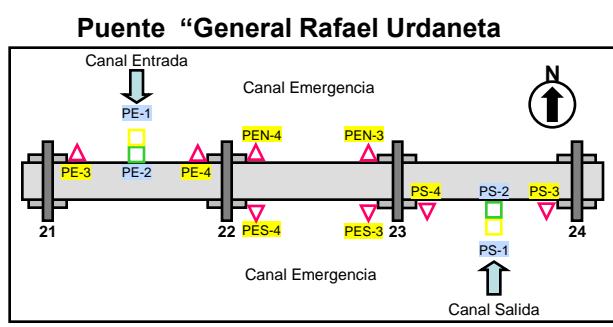 Puente “General Rafael Urdaneta
Canal Entrada
Canal Emergencia
N
PE-1
PEN-4
PEN-3
PE-3
PE-2
PE-4
PS-4
PS-2
PS-3
PES-4
PES-3
21
22
23
24
PS-1
Canal Emergencia
Canal Salida